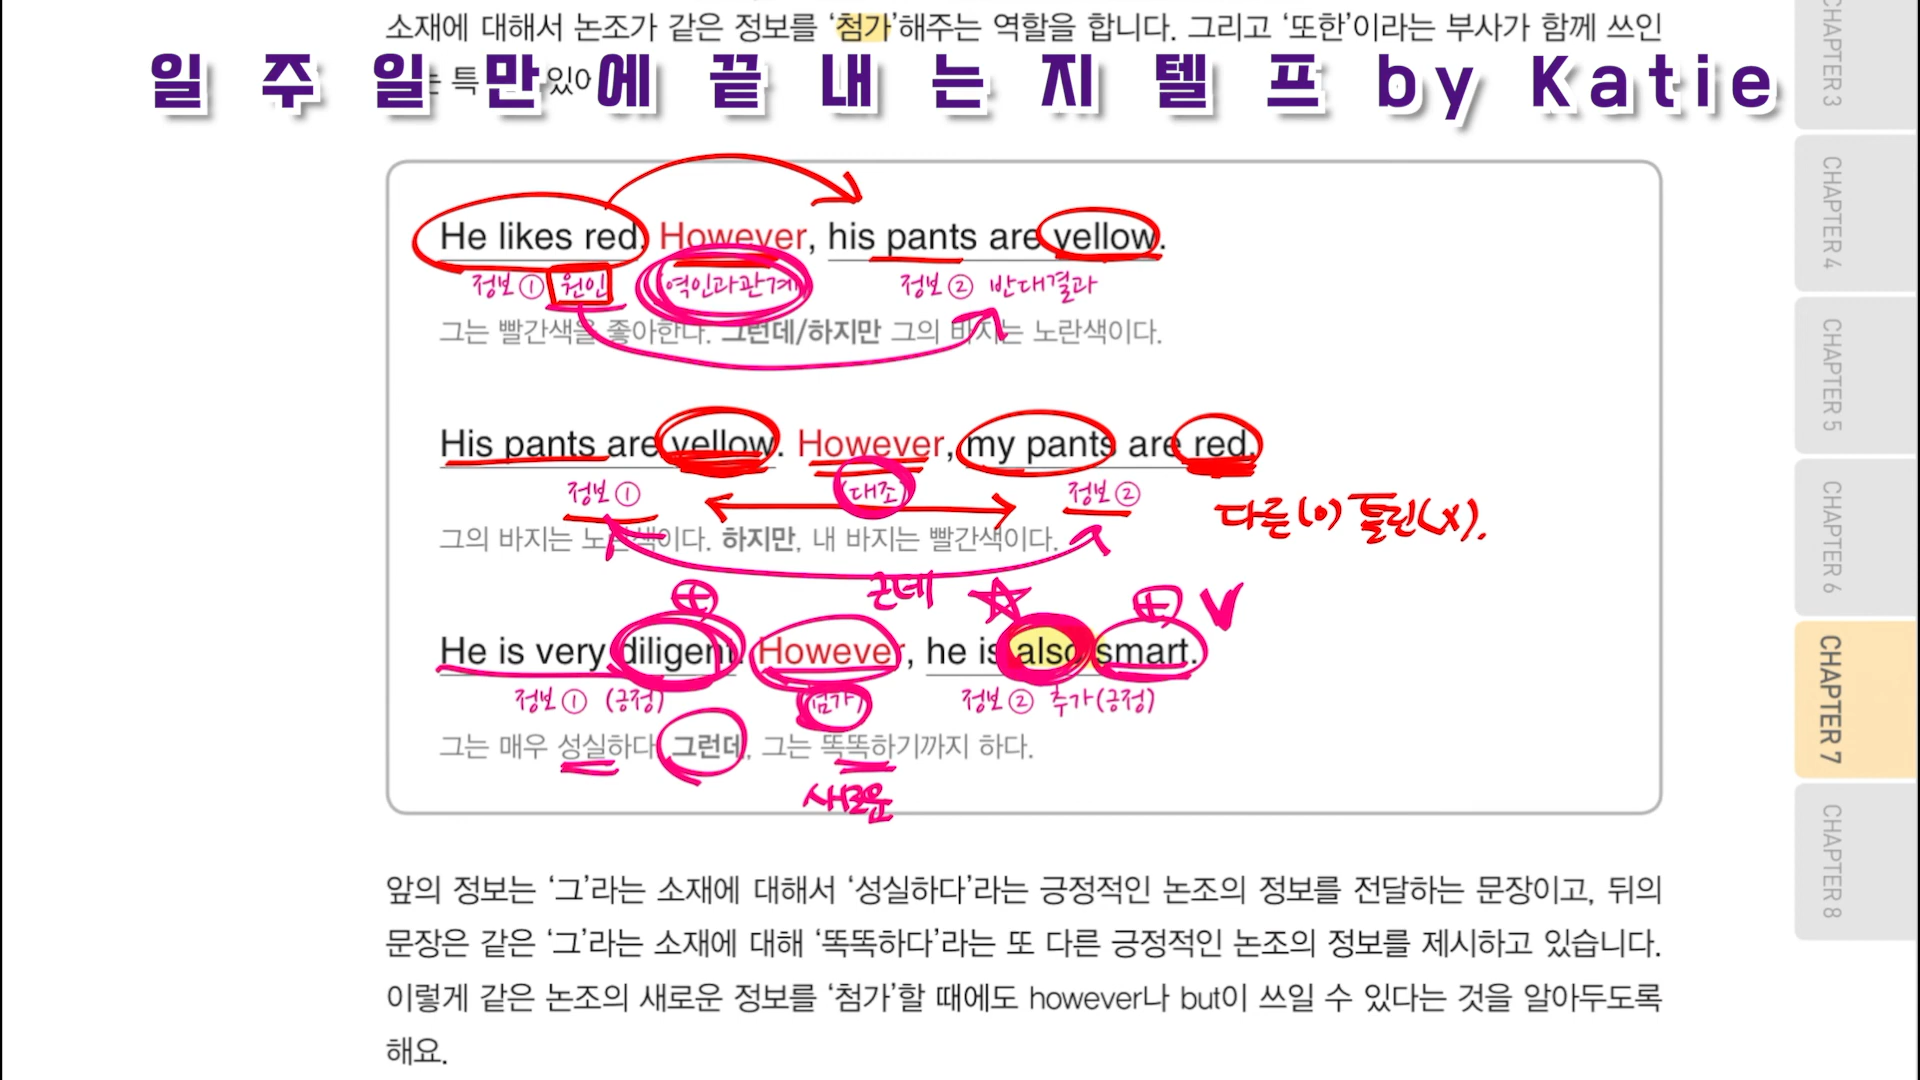 소재에 대해서 논조가 같은 정보를 ‘첨가’해주는 역할을 합니다. 그리고 ‘또한’이라는 부사가 함께 쓰인
일주일만에 끝내는 지텔프 by Katie
는 특 있어
He likes red. However, his pants are yellow.
정보① 원인 (역인과관계) 정보② 반대결과
그는 빨간색을 좋아한다. 그런데/하지만 그의 바지는 노란색이다.
His pants are yellow. However, my pants are red.
정보① (대조) 정보②
다른(o) 틀린(x).
그의 바지는 노란색이다. 하지만, 내 바지는 빨간색이다.
근데
He is very diligent. However, he is also smart.
정보① (긍정) (첨가) 정보② 추가(긍정)
그는 매우 성실하다. 그런데, 그는 똑똑하기까지 하다.
새로운
앞의 정보는 ‘그’라는 소재에 대해서 ‘성실하다’라는 긍정적인 논조의 정보를 전달하는 문장이고, 뒤의
문장은 같은 ‘그’라는 소재에 대해 ‘똑똑하다’라는 또 다른 긍정적인 논조의 정보를 제시하고 있습니다.
이렇게 같은 논조의 새로운 정보를 ‘첨가’할 때에도 however나 but이 쓰일 수 있다는 것을 알아두도록
해요.
CHAPTER 3
CHAPTER 4
CHAPTER 5
CHAPTER 6
CHAPTER 7
CHAPTER 8